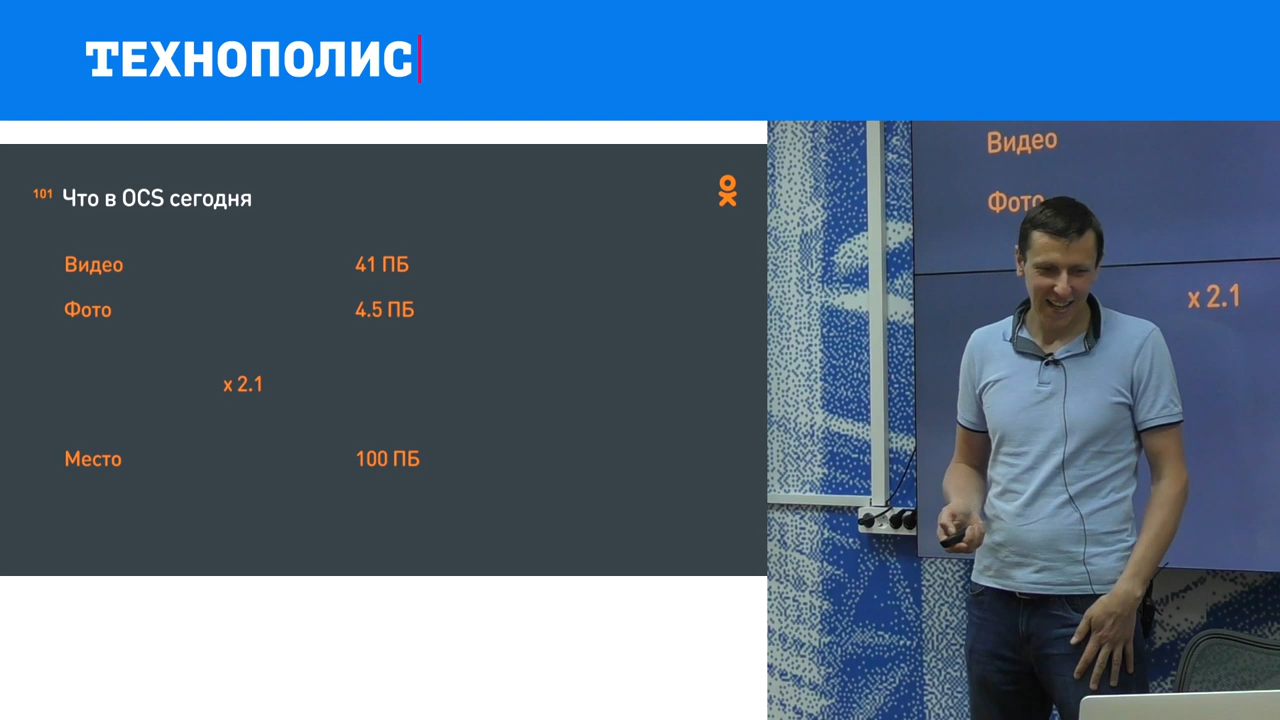 ТЕХНОПОЛИС
101 Что в OCS сегодня
Видео 41 ПБ
Фото 4.5 ПБ
x 2.1
Место 100 ПБ
Видео
Фото
x 2.1